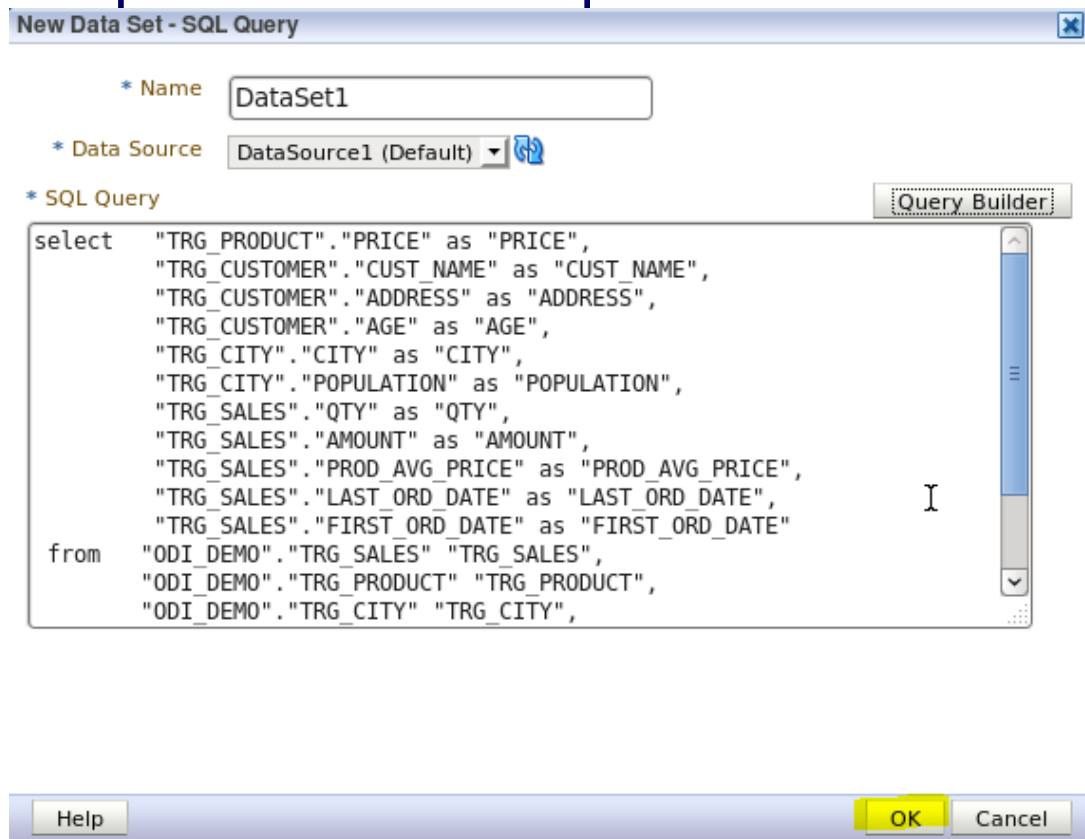 New Data Set - SQL Query
* Name DataSet1
* Data Source DataSource1 (Default)
* SQL Query Query Builder
select "TRG_PRODUCT"."PRICE" as "PRICE",
"TRG_CUSTOMER"."CUST_NAME" as "CUST_NAME",
"TRG_CUSTOMER"."ADDRESS" as "ADDRESS",
"TRG_CUSTOMER"."AGE" as "AGE",
"TRG_CITY"."CITY" as "CITY",
"TRG_CITY"."POPULATION" as "POPULATION",
"TRG_SALES"."QTY" as "QTY",
"TRG_SALES"."AMOUNT" as "AMOUNT",
"TRG_SALES"."PROD_AVG_PRICE" as "PROD_AVG_PRICE",
"TRG_SALES"."LAST_ORD_DATE" as "LAST_ORD_DATE",
"TRG_SALES"."FIRST_ORD_DATE" as "FIRST_ORD_DATE"
from "ODI_DEMO"."TRG_SALES" "TRG_SALES",
"ODI_DEMO"."TRG_PRODUCT" "TRG_PRODUCT",
"ODI_DEMO"."TRG_CITY" "TRG_CITY",
Help OK Cancel